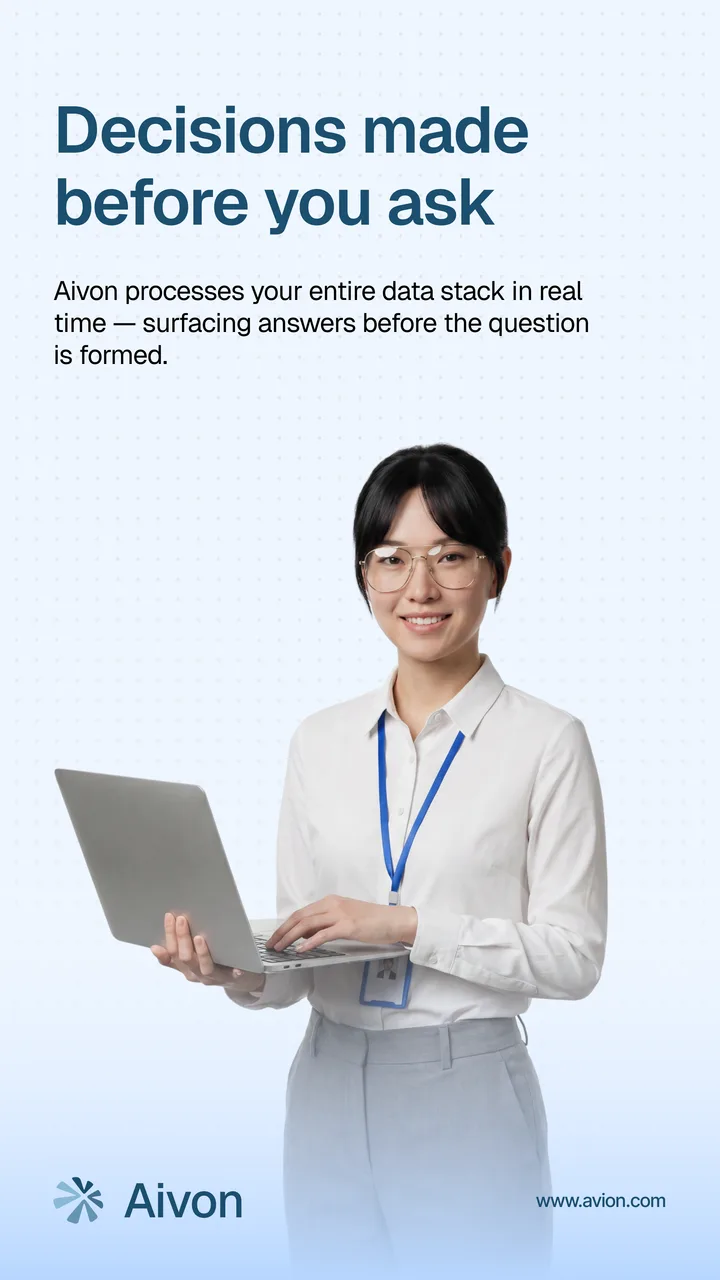 Decisions made
before you ask
Aivon processes your entire data stack in real
time — surfacing answers before the question
is formed.
Aivon
www.avion.com